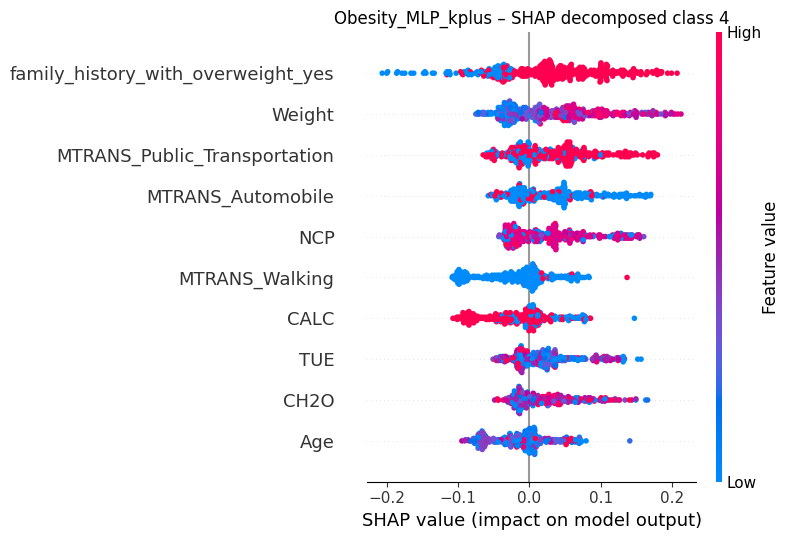 Obesity_MLP_kplus – SHAP decomposed class 4
High
family_history_with_overweight_yes
Weight
MTRANS_Public_Transportation
MTRANS_Automobile
NCP
MTRANS_Walking
CALC
TUE
CH2O
Age
Feature value
Low
−0.2 −0.1 0.0 0.1 0.2
SHAP value (impact on model output)